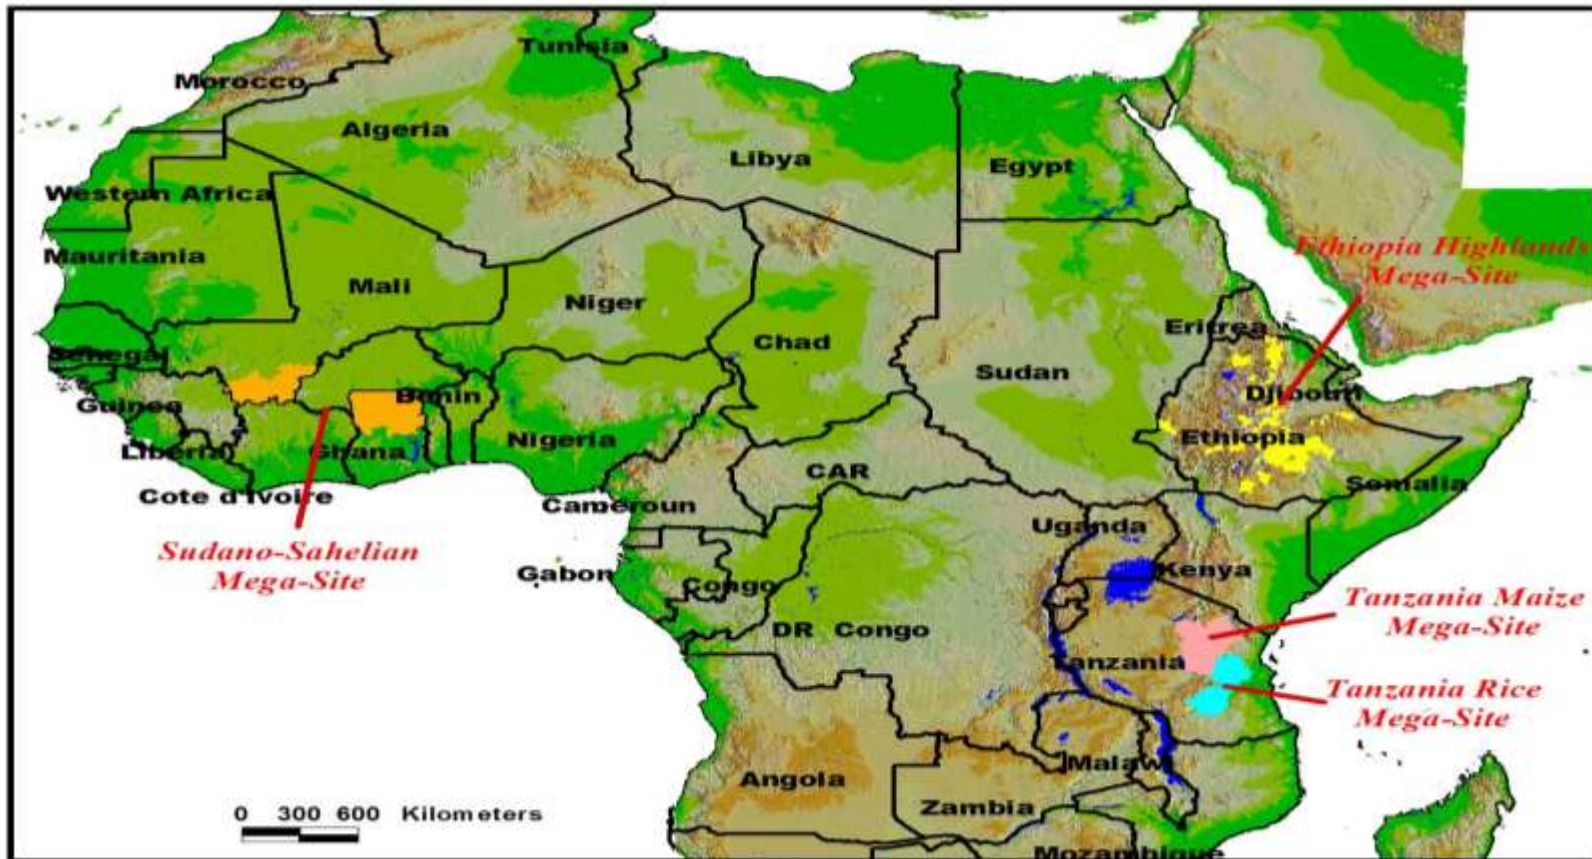 Tunisia
Morocco
Algeria
Libya
Egypt
Western Africa
Mauritania
Mali
Niger
Chad
Sudan
Eritrea
Ethiopia Highlands
Mega-Site
Senegal
Guinea
Benin
Djibouti
Liberia
Ghana
Nigeria
Ethiopia
Cote d'Ivoire
CAR
Somalia
Cameroun
Uganda
Sudano-Sahelian
Mega-Site
Gabon
Congo
Kenya
DR Congo
Tanzania Maize
Mega-Site
Tanzania
Tanzania Rice
Mega-Site
Angola
Malawi
Zambia
0 300 600 Kilometers
Mozambique